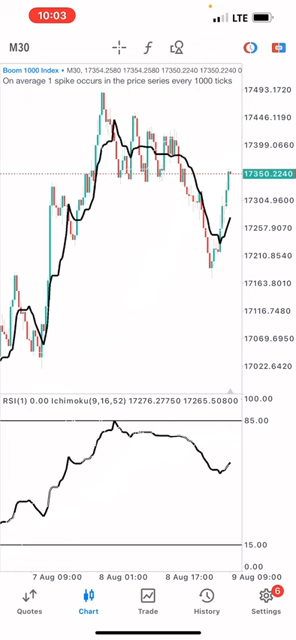 10:03
LTE
M30
Boom 1000 Index • M30, 17354.2580 17354.2580 17350.2240 17350.2240 0
On average 1 spike occurs in the price series every 1000 ticks
17493.1720
17446.1190
17399.0660
17350.2240
17304.9600
17257.9070
17210.8540
17163.8010
17116.7480
17069.6950
17022.6420
RSI(1) 0.00 Ichimoku(9,16,52) 17276.27750 17265.50800
100.00
85.00
15.00
0.00
7 Aug 09:00
8 Aug 01:00
8 Aug 17:00
9 Aug 09:00
6
Quotes
Chart
Trade
History
Settings